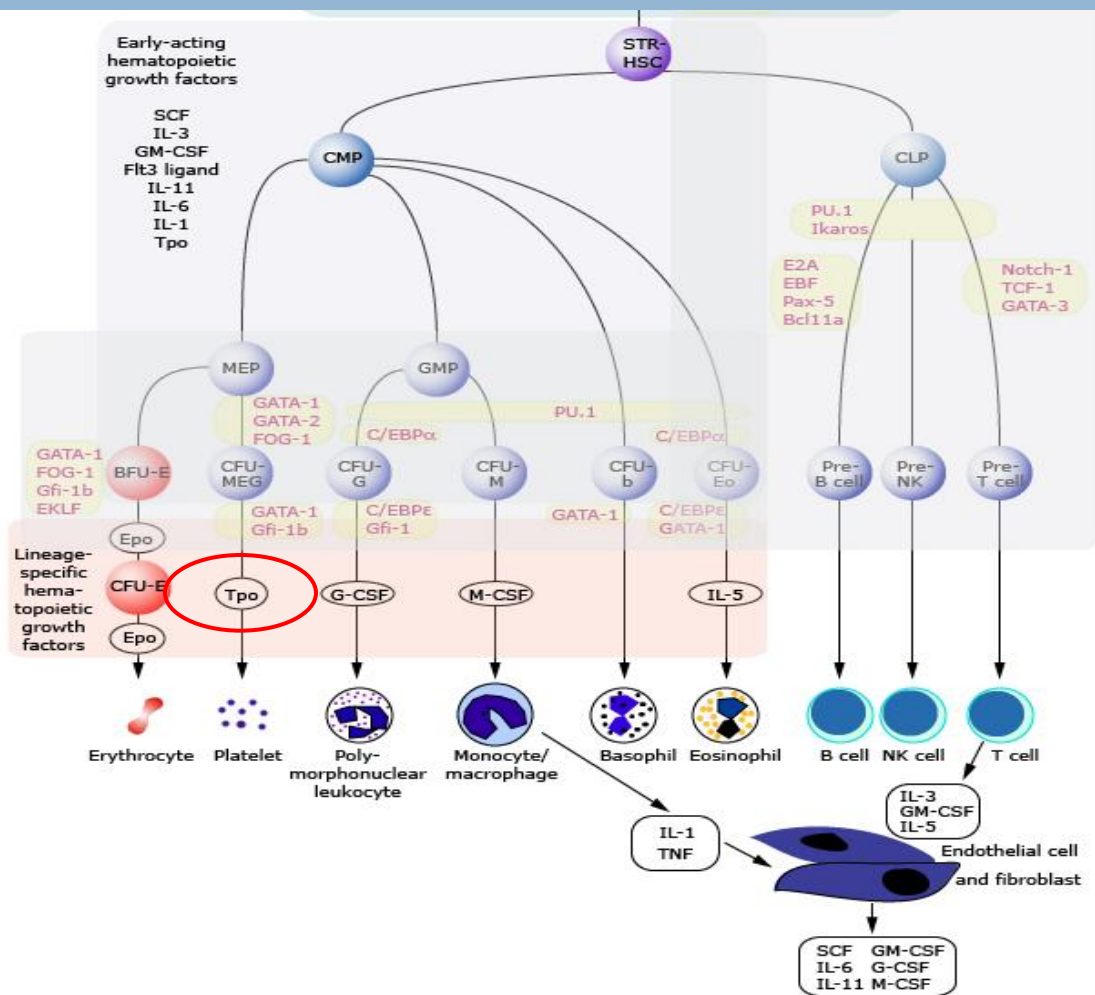 Early-acting
hematopoietic
growth factors
SCF
IL-3
GM-CSF
Flt3 ligand
IL-11
IL-6
IL-1
Tpo
STR-
HSC
CMP
CLP
PU.1
Ikaros
E2A
EBF
Pax-5
Bcl11a
Notch-1
TCF-1
GATA-3
MEP
GMP
GATA-1
GATA-2
FOG-1
PU.1
C/EBPα
C/EBPα
GATA-1
FOG-1
Gfi-1b
EKLF
BFU-E
CFU-
MEG
CFU-
G
CFU-
M
CFU-
b
CFU-
Eo
Pre-
B cell
Pre-
NK
Pre-
T cell
GATA-1
Gfi-1b
C/EBPε
Gfi-1
GATA-1
C/EBPε
GATA-1
Epo
Lineage-
specific
hema-
topoietic
growth
factors
CFU-E
Tpo
G-CSF
M-CSF
IL-5
Epo
Erythrocyte
Platelet
Poly-
morphonuclear
leukocyte
Monocyte/
macrophage
Basophil
Eosinophil
B cell
NK cell
T cell
IL-3
GM-CSF
IL-5
IL-1
TNF
Endothelial cell
and fibroblast
SCF GM-CSF
IL-6 G-CSF
IL-11 M-CSF